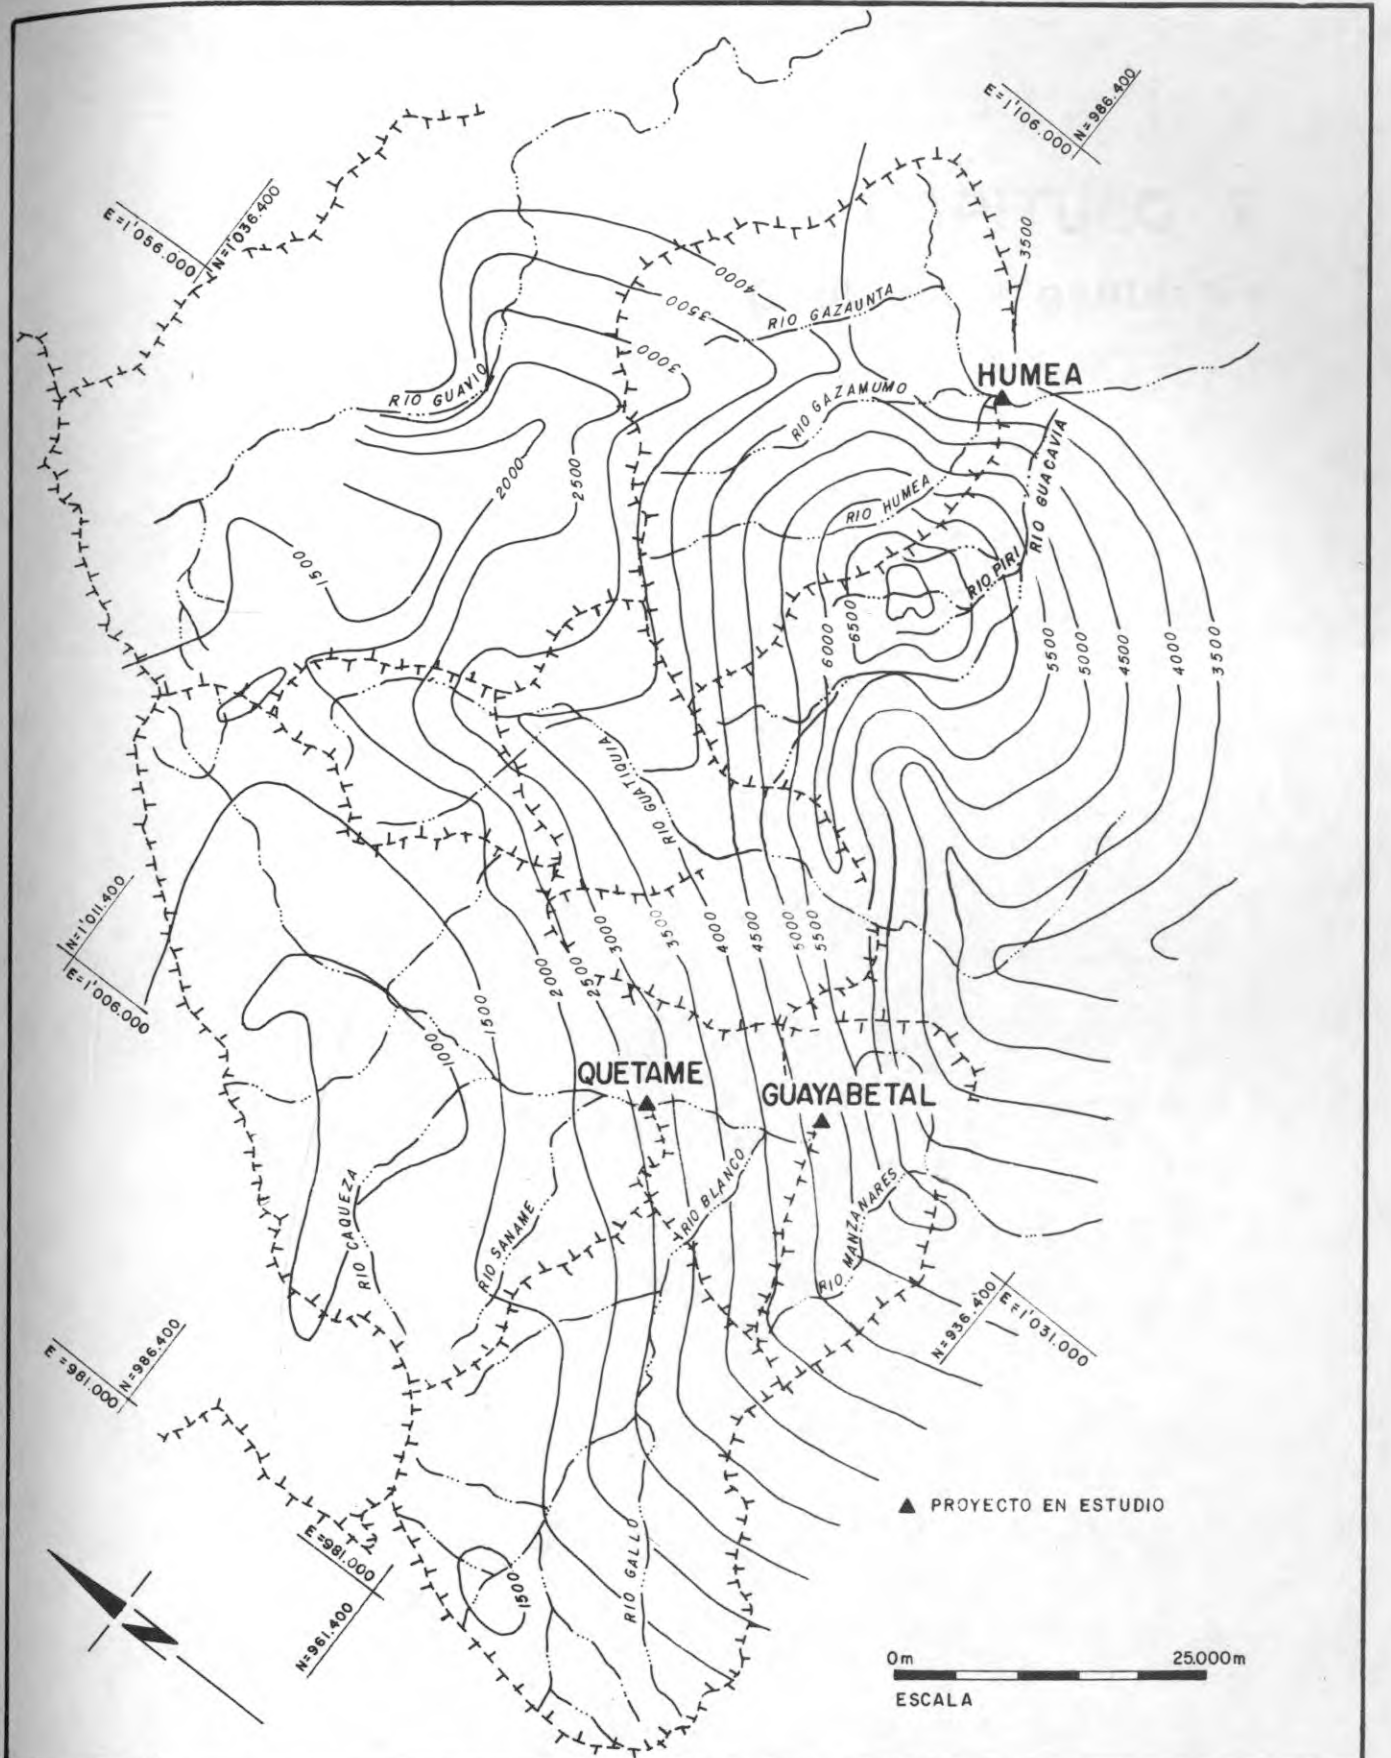 E=1'106.000
N=986.400
E=1'056.000
N=1'036.400
3500
4000
3500
3000
RIO GAZAUNTA
HUMEA
RIO GUAVIO
RIO GAZAMUMO
2000
2500
RIO HUMEA
RIO GUACAVIA
1500
RIO PIRI
6000
6500
5500
5000
4500
4000
3500
RIO GUATIQUIA
N=1'011.400
E=1'006.000
2000
2500
3000
3500
4000
4500
5000
5500
1500
1000
QUETAME
GUAYABETAL
RIO CAQUEZA
RIO SANAME
RIO BLANCO
RIO MANZANARES
N=936.400
E=1'031.000
E=981.000
N=986.400
▲ PROYECTO EN ESTUDIO
E=981.000
N=961.400
1500
RIO GALLO
N
0m 25.000m
ESCALA